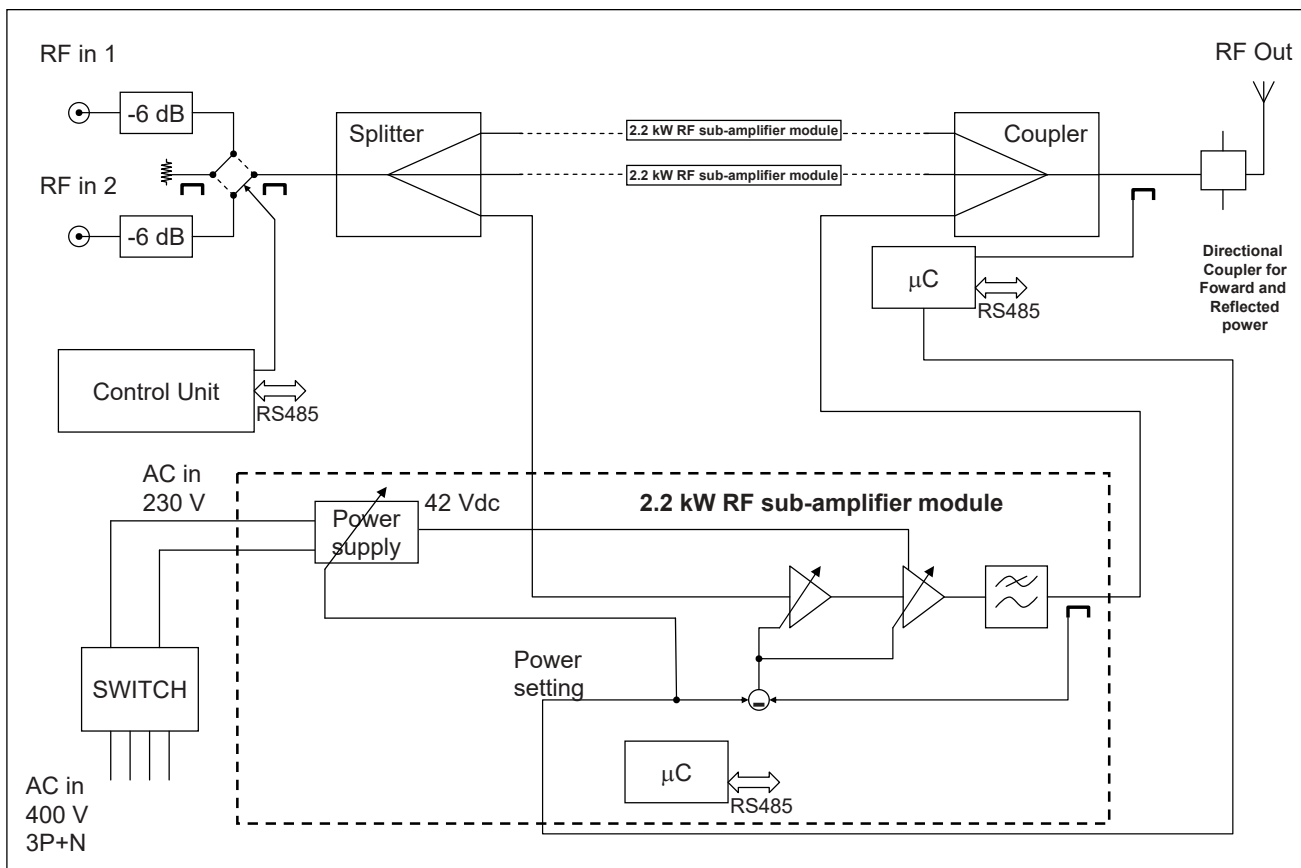 RF in 1
RF Out
-6 dB
Splitter
2.2 kW RF sub-amplifier module
Coupler
2.2 kW RF sub-amplifier module
RF in 2
-6 dB
μC
RS485
Directional
Coupler for
Foward and
Reflected
power
Control Unit
RS485
AC in
230 V
Power
supply
42 Vdc
2.2 kW RF sub-amplifier module
Power
setting
SWITCH
μC
RS485
AC in
400 V
3P+N